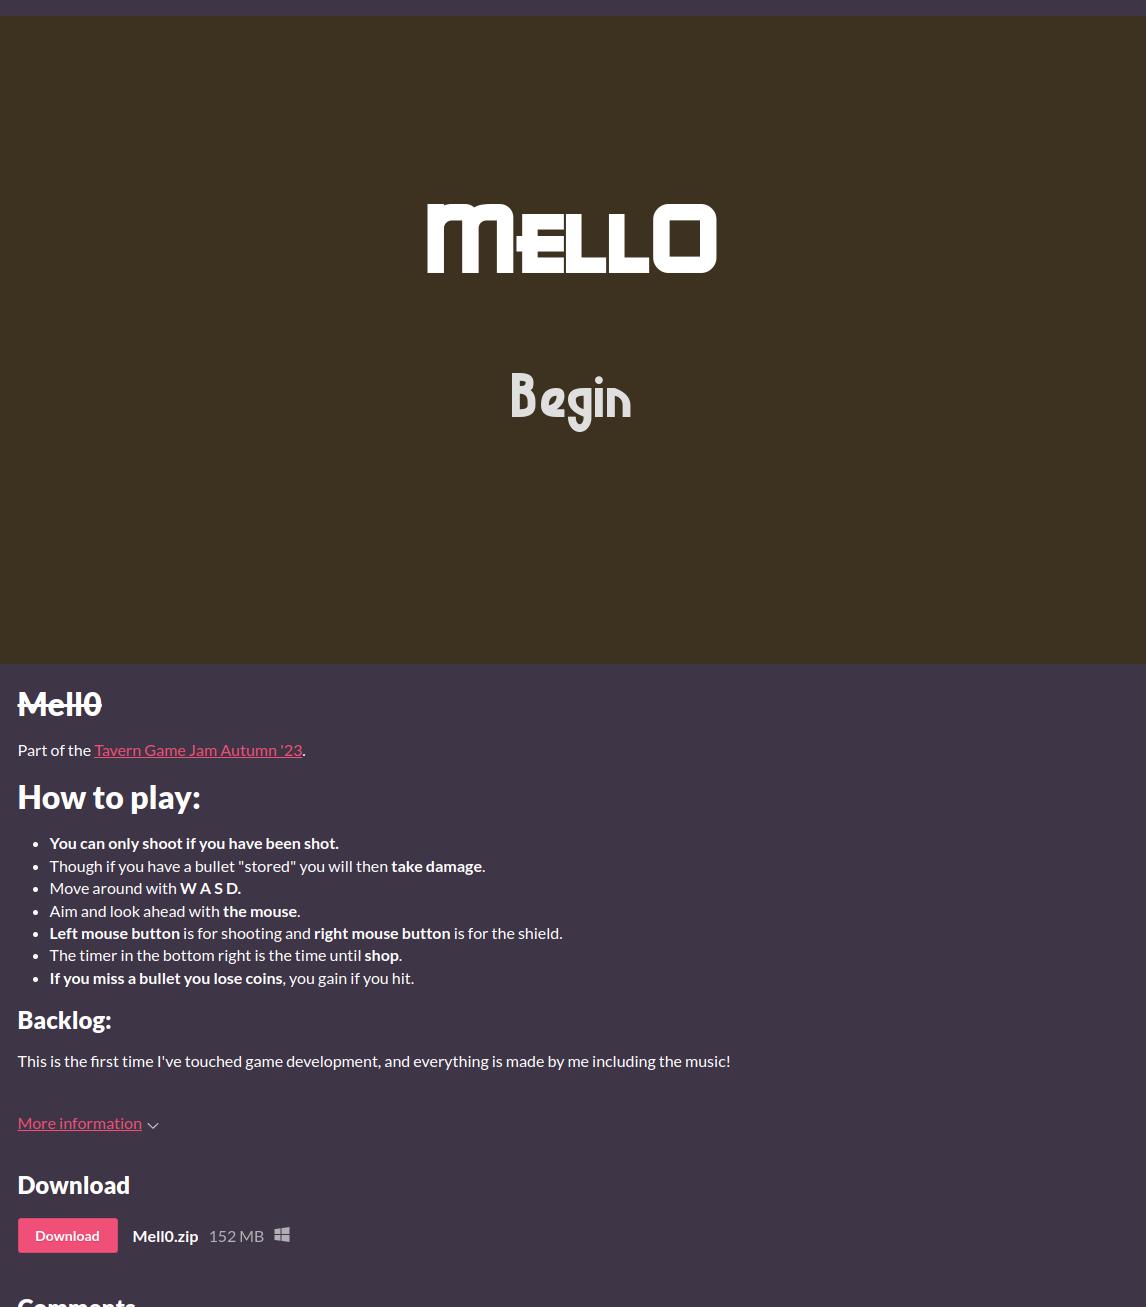 MELLO
Begin
Mell0
Part of the Tavern Game Jam Autumn '23.
How to play:
You can only shoot if you have been shot.
Though if you have a bullet "stored" you will then take damage.
Move around with W A S D.
Aim and look ahead with the mouse.
Left mouse button is for shooting and right mouse button is for the shield.
The timer in the bottom right is the time until shop.
If you miss a bullet you lose coins, you gain if you hit.
Backlog:
This is the first time I've touched game development, and everything is made by me including the music!
More information
Download
Download Mell0.zip 152 MB
Comments